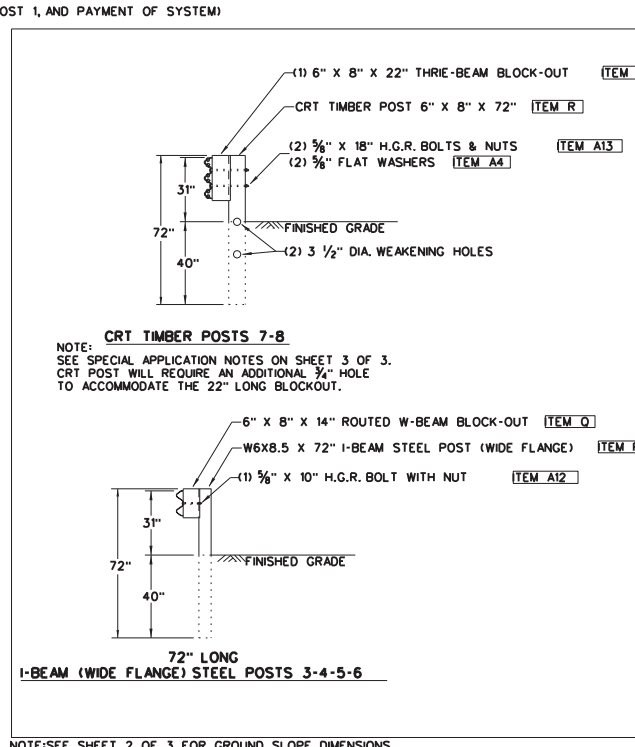 OST 1, AND PAYMENT OF SYSTEM)
(1) 6" X 8" X 22" THRIE-BEAM BLOCK-OUT ITEM
CRT TIMBER POST 6" X 8" X 72" ITEM R
(2) 5/8" X 18" H.G.R. BOLTS & NUTS ITEM A13
(2) 5/8" FLAT WASHERS ITEM A4
31"
72"
FINISHED GRADE
40"
(2) 3 1/2" DIA. WEAKENING HOLES
CRT TIMBER POSTS 7-8
NOTE:
SEE SPECIAL APPLICATION NOTES ON SHEET 3 OF 3.
CRT POST WILL REQUIRE AN ADDITIONAL 3/4" HOLE
TO ACCOMMODATE THE 22" LONG BLOCKOUT.
6" X 8" X 14" ROUTED W-BEAM BLOCK-OUT ITEM Q
W6X8.5 X 72" I-BEAM STEEL POST (WIDE FLANGE) ITEM
(1) 5/8" X 10" H.G.R. BOLT WITH NUT ITEM A12
31"
72"
FINISHED GRADE
40"
72" LONG
I-BEAM (WIDE FLANGE) STEEL POSTS 3-4-5-6
NOTE: SEE SHEET 2 OF 3 FOR GROUND SLOPE DIMENSIONS